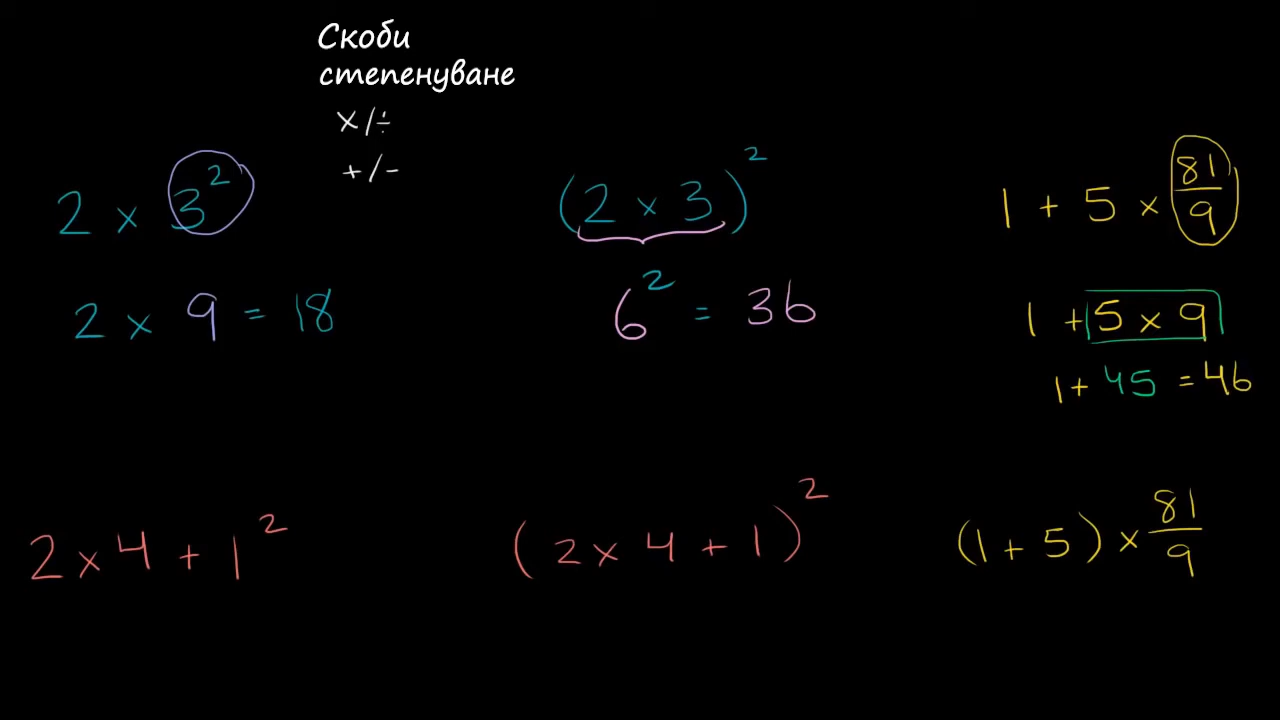 Скоби
степенуване
×/÷
+/-
2 × 3²
2 × 9 = 18
(2 × 3)²
6² = 36
1 + 5 × 81/9
1 + 5 × 9
1 + 45 = 46
2 × 4 + 1²
(2 × 4 + 1)²
(1 + 5) × 81/9